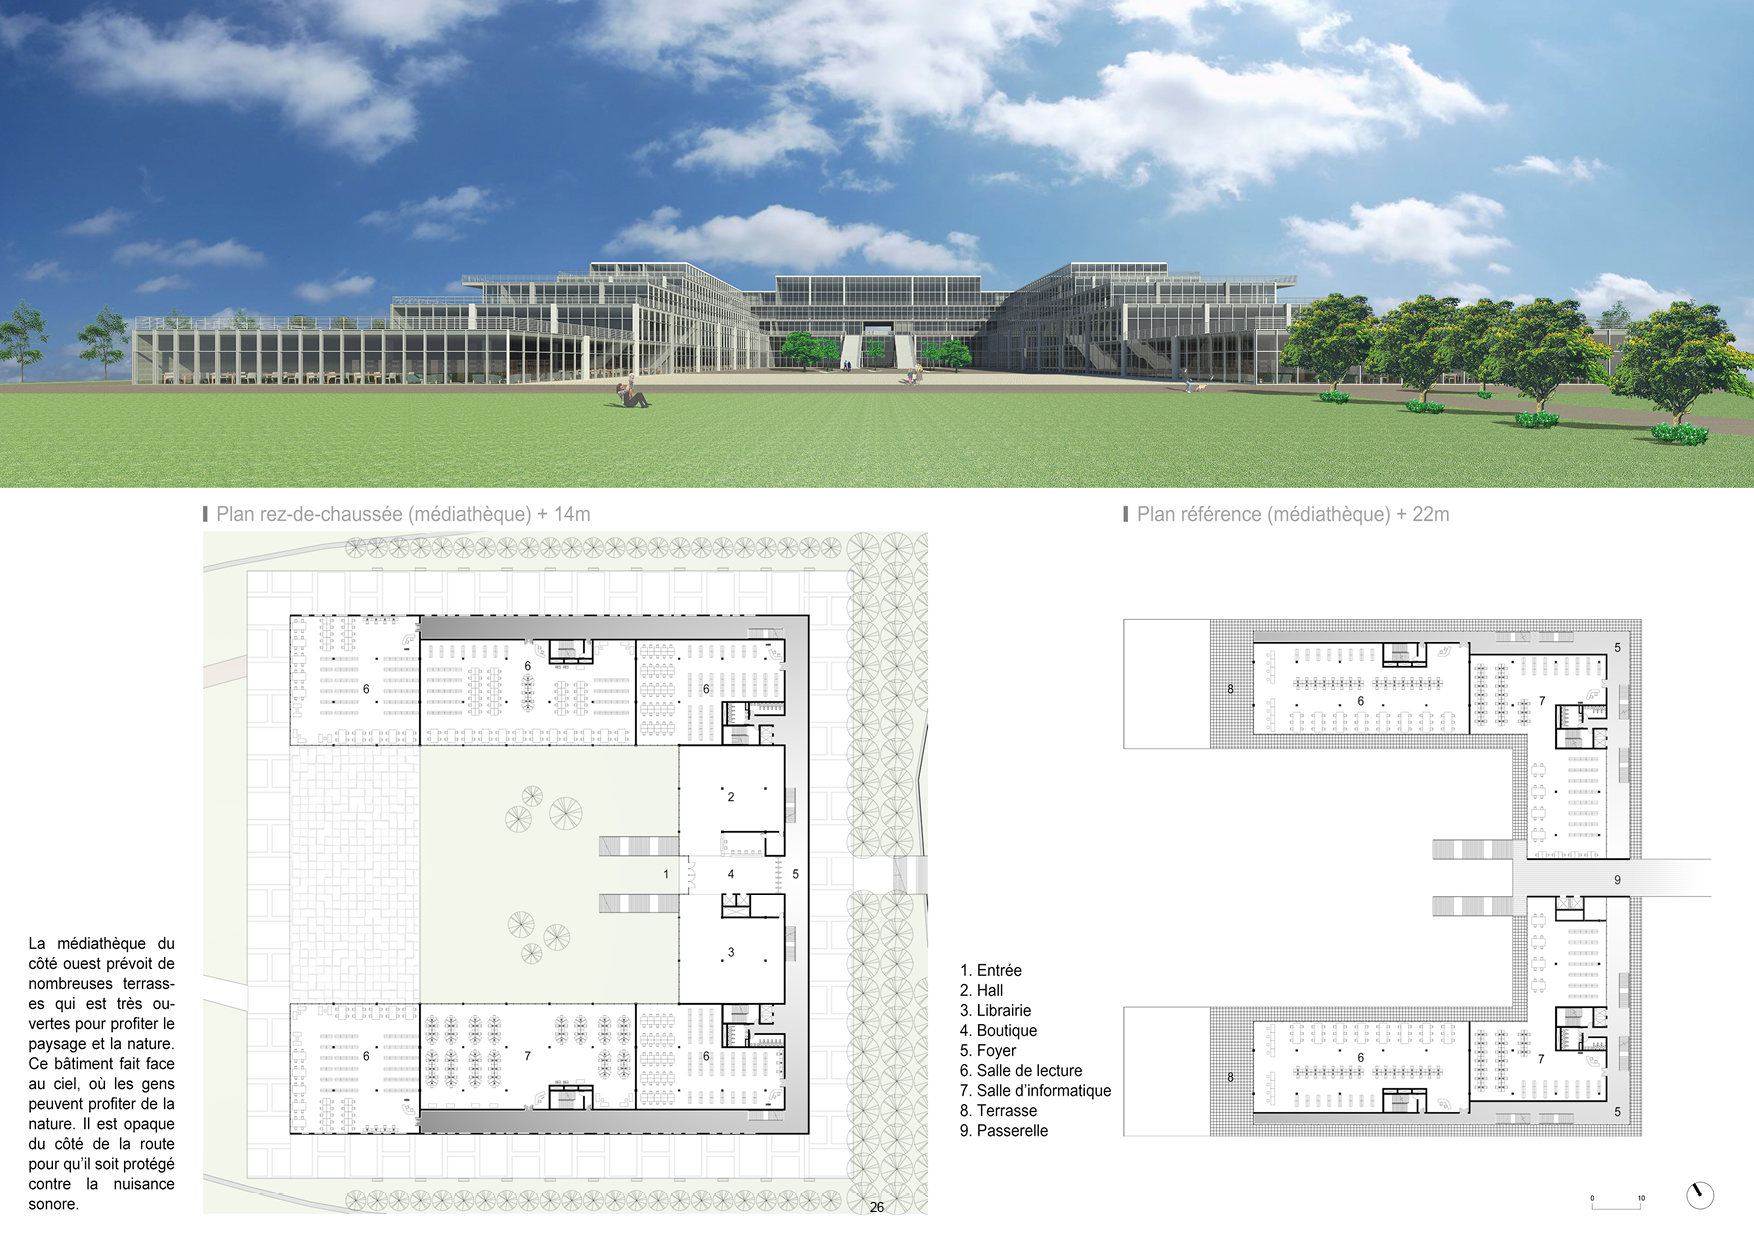 Plan rez-de-chaussée (médiathèque) + 14m
Plan référence (médiathèque) + 22m
6
6
6
2
1
4
5
3
6
7
6
La médiathèque du
côté ouest prévoit de
nombreuses terrass-
es qui est très ou-
vertes pour profiter le
paysage et la nature.
Ce bâtiment fait face
au ciel, où les gens
peuvent profiter de la
nature. Il est opaque
du côté de la route
pour qu'il soit protégé
contre la nuisance
sonore.
1. Entrée
2. Hall
3. Librairie
4. Boutique
5. Foyer
6. Salle de lecture
7. Salle d'informatique
8. Terrasse
9. Passerelle
5
8
6
7
9
6
7
8
5
0 10
26